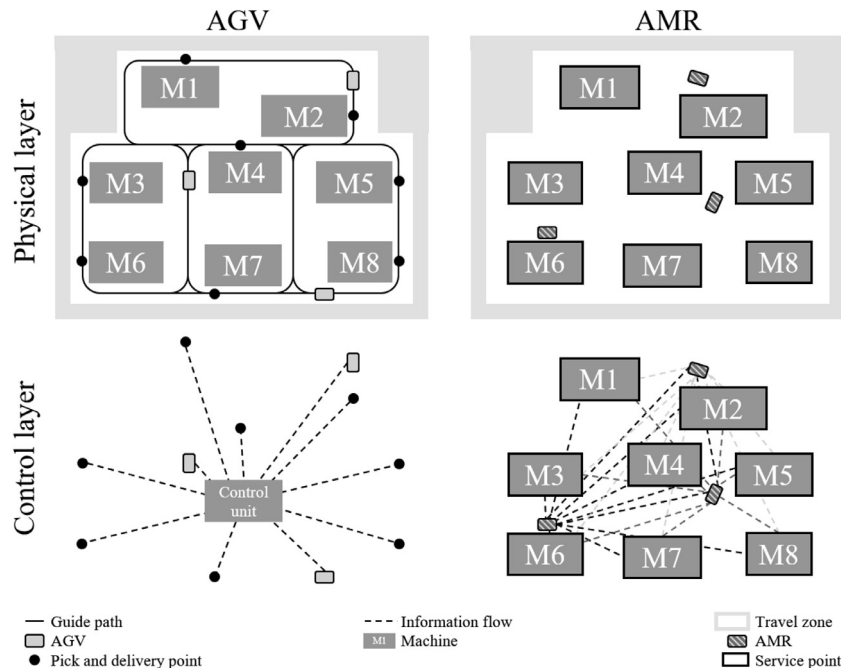 AGV
AMR
Physical layer
M1
M2
M3
M4
M5
M6
M7
M8
M1
M2
M3
M4
M5
M6
M7
M8
Control layer
Control
unit
M1
M2
M3
M4
M5
M6
M7
M8
Guide path
Information flow
Travel zone
AGV
M1 Machine
AMR
Pick and delivery point
Service point